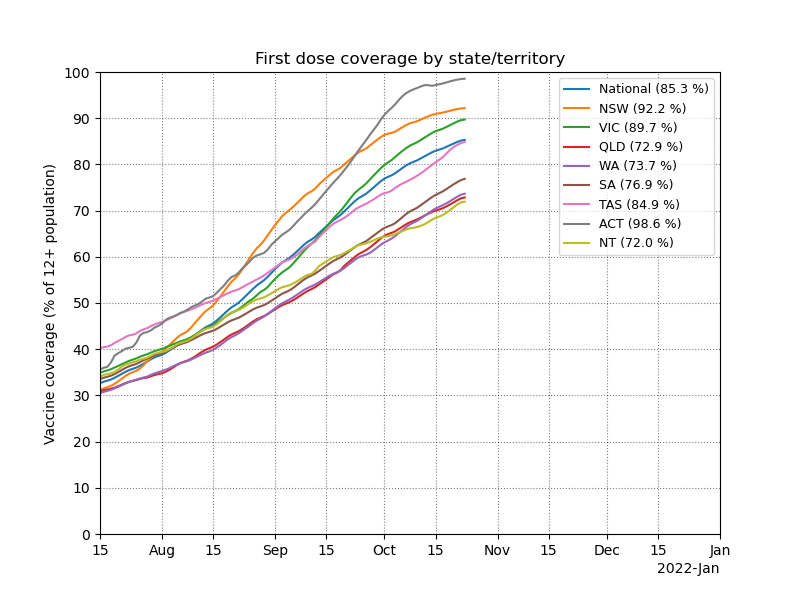 First dose coverage by state/territory
Vaccine coverage (% of 12+ population)
100
90
80
70
60
50
40
30
20
10
0
National (85.3 %)
NSW (92.2 %)
VIC (89.7 %)
QLD (72.9 %)
WA (73.7 %)
SA (76.9 %)
TAS (84.9 %)
ACT (98.6 %)
NT (72.0 %)
15 Aug 15 Sep 15 Oct 15 Nov 15 Dec 15 Jan
2022-Jan